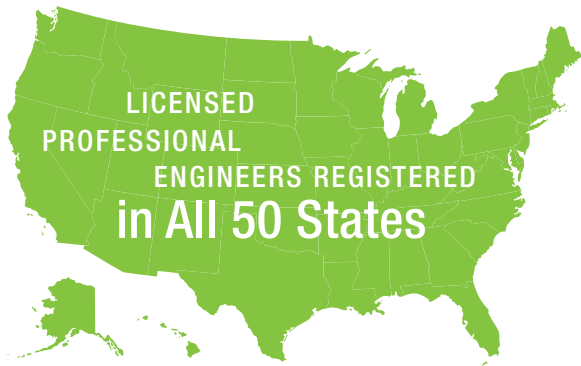 LICENSED
PROFESSIONAL
ENGINEERS REGISTERED
in All 50 States